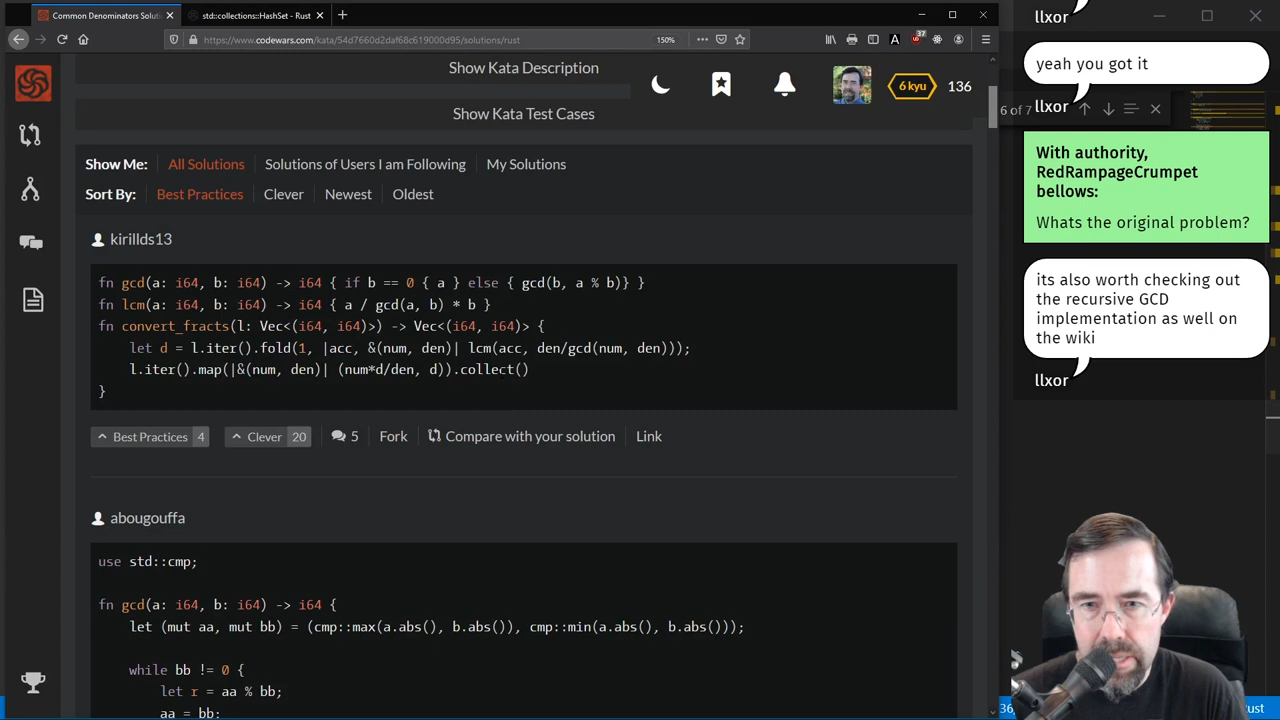 Common Denominators Soluti
std::collections::HashSet - Rust
https://www.codewars.com/kata/54d7660d2daf68c619000d95/solutions/rust
150%
37
Show Kata Description
6 kyu
136
Show Kata Test Cases
Show Me: All Solutions Solutions of Users I am Following My Solutions
Sort By: Best Practices Clever Newest Oldest
kirillds13
fn gcd(a: i64, b: i64) -> i64 { if b == 0 { a } else { gcd(b, a % b)} }
fn lcm(a: i64, b: i64) -> i64 { a / gcd(a, b) * b }
fn convert_fracts(l: Vec<(i64, i64)>) -> Vec<(i64, i64)> {
let d = l.iter().fold(1, |acc, &(num, den)| lcm(acc, den/gcd(num, den)));
l.iter().map(|&(num, den)| (num*d/den, d)).collect()
}
Best Practices 4 Clever 20 5 Fork Compare with your solution Link
abougouffa
use std::cmp;
fn gcd(a: i64, b: i64) -> i64 {
let (mut aa, mut bb) = (cmp::max(a.abs(), b.abs()), cmp::min(a.abs(), b.abs()));
while bb != 0 {
let r = aa % bb;
aa = bb;
llxor
yeah you got it
llxor
6 of 7
With authority,
RedRampageCrumpet
bellows:
Whats the original problem?
its also worth checking out
the recursive GCD
implementation as well on
the wiki
llxor
Rust